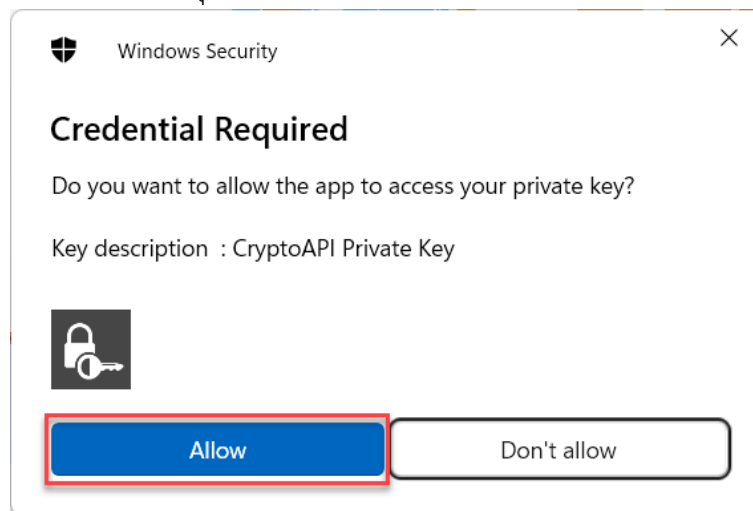 Windows Security
Credential Required
Do you want to allow the app to access your private key?
Key description : CryptoAPI Private Key
Allow
Don't allow